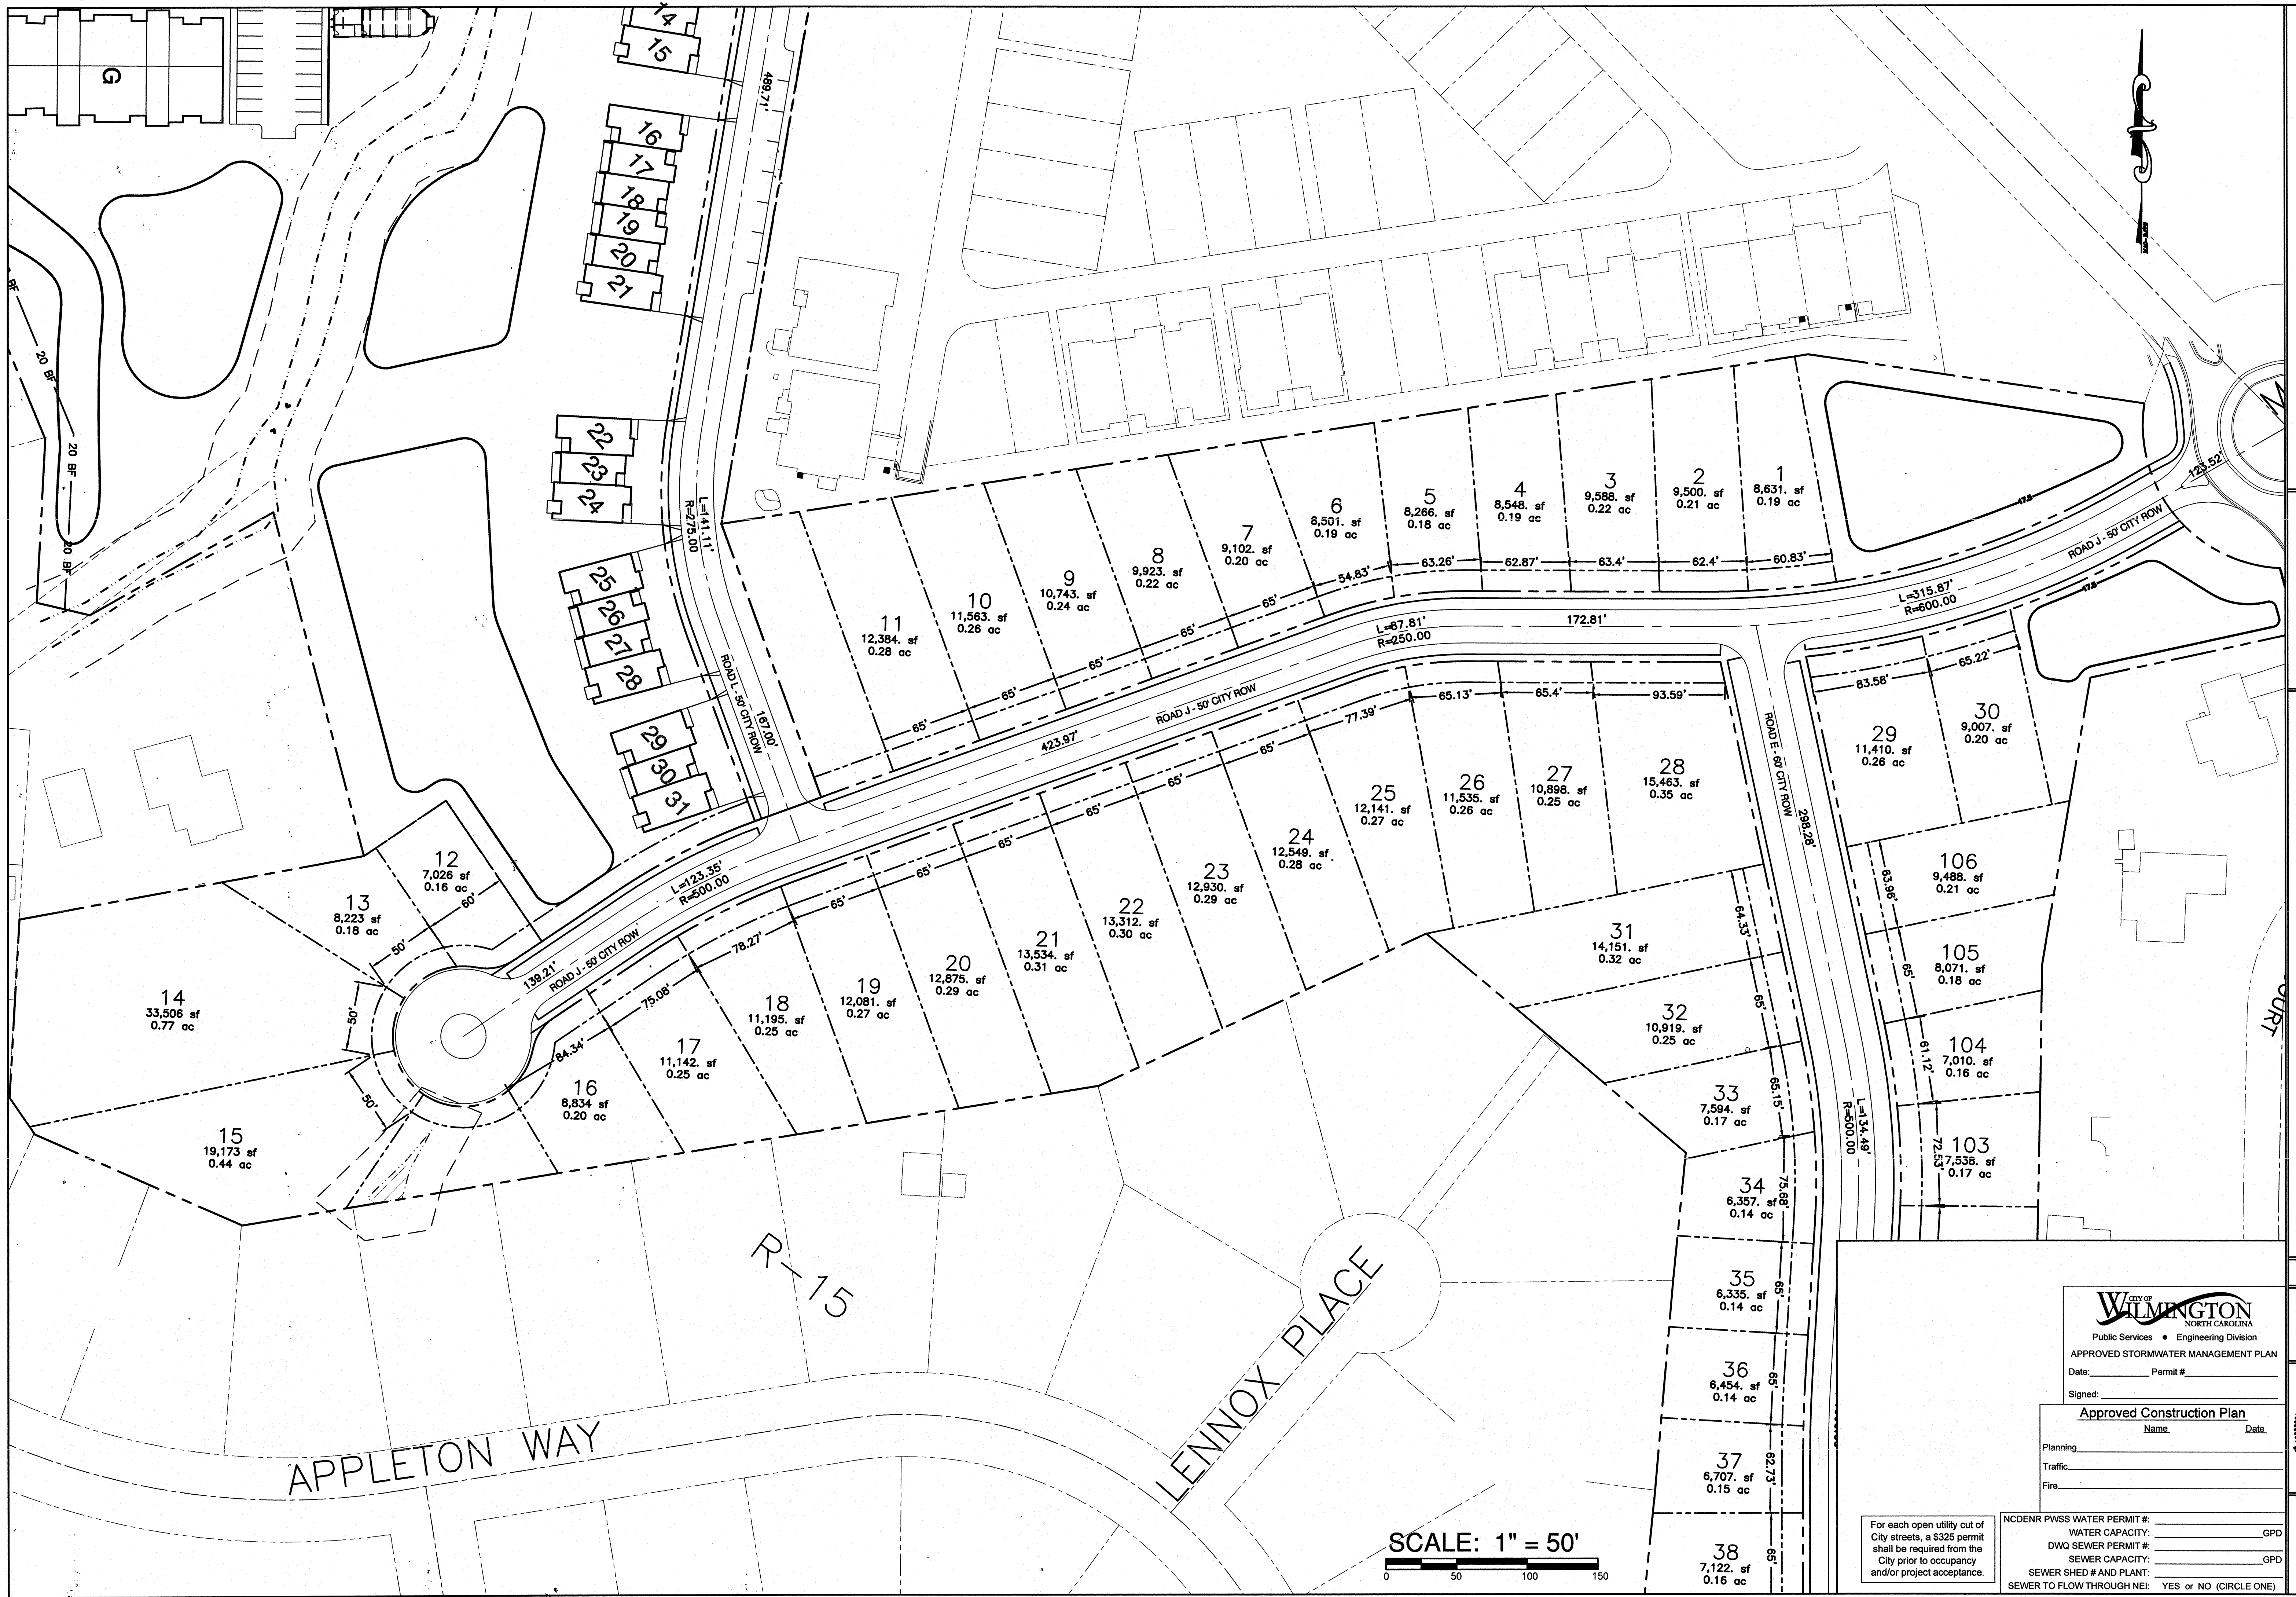 G
14
15
16
17
18
19
20
21
22
23
24
25
26
27
28
29
30
31
20 BF
20 BF
20 BF
489.71'
L=141.11'
R=275.00
ROAD L - 50' CITY ROW
167.00'
1
8,631. sf
0.19 ac
2
9,500. sf
0.21 ac
3
9,588. sf
0.22 ac
4
8,548. sf
0.19 ac
5
8,266. sf
0.18 ac
6
8,501. sf
0.19 ac
7
9,102. sf
0.20 ac
8
9,923. sf
0.22 ac
9
10,743. sf
0.24 ac
10
11,563. sf
0.26 ac
11
12,384. sf
0.28 ac
65'
65'
65'
65'
65'
54.83'
63.26'
62.87'
63.4'
62.4'
60.83'
123.52'
ROAD J - 50' CITY ROW
L=315.87'
R=600.00
172.81'
L=87.81'
R=250.00
ROAD J - 50' CITY ROW
423.97'
L=123.35'
R=500.00
139.21'
ROAD J - 50' CITY ROW
12
7,026 sf
0.16 ac
60'
13
8,223 sf
0.18 ac
50'
14
33,506 sf
0.77 ac
50'
15
19,173 sf
0.44 ac
50'
16
8,834 sf
0.20 ac
84.34'
17
11,142. sf
0.25 ac
75.08'
18
11,195. sf
0.25 ac
78.27'
19
12,081. sf
0.27 ac
65'
20
12,875. sf
0.29 ac
65'
21
13,534. sf
0.31 ac
65'
22
13,312. sf
0.30 ac
65'
23
12,930. sf
0.29 ac
65'
24
12,549. sf
0.28 ac
65'
77.39'
25
12,141. sf
0.27 ac
65.13'
26
11,535. sf
0.26 ac
65.4'
27
10,898. sf
0.25 ac
93.59'
28
15,463. sf
0.35 ac
ROAD E - 60' CITY ROW
298.28'
83.58'
65.22'
29
11,410. sf
0.26 ac
30
9,007. sf
0.20 ac
106
9,488. sf
0.21 ac
63.96'
105
8,071. sf
0.18 ac
65'
104
7,010. sf
0.16 ac
61.12'
103
7,538. sf
0.17 ac
72.53'
L=134.49'
R=500.00
31
14,151. sf
0.32 ac
64.33'
32
10,919. sf
0.25 ac
65'
33
7,594. sf
0.17 ac
65.15'
34
6,357. sf
0.14 ac
75.68'
35
6,335. sf
0.14 ac
65'
36
6,454. sf
0.14 ac
65'
37
6,707. sf
0.15 ac
62.73'
38
7,122. sf
0.16 ac
65'
R-15
APPLETON WAY
LENNOX PLACE
SCALE: 1" = 50'
0 50 100 150
CITY OF
WILMINGTON
NORTH CAROLINA
Public Services • Engineering Division
APPROVED STORMWATER MANAGEMENT PLAN
Date: Permit #
Signed:
Approved Construction Plan
Name Date
Planning
Traffic
Fire
For each open utility cut of
City streets, a $325 permit
shall be required from the
City prior to occupancy
and/or project acceptance.
NCDENR PWSS WATER PERMIT #:
WATER CAPACITY: GPD
DWQ SEWER PERMIT #:
SEWER CAPACITY: GPD
SEWER SHED # AND PLANT:
SEWER TO FLOW THROUGH NEI: YES or NO (CIRCLE ONE)